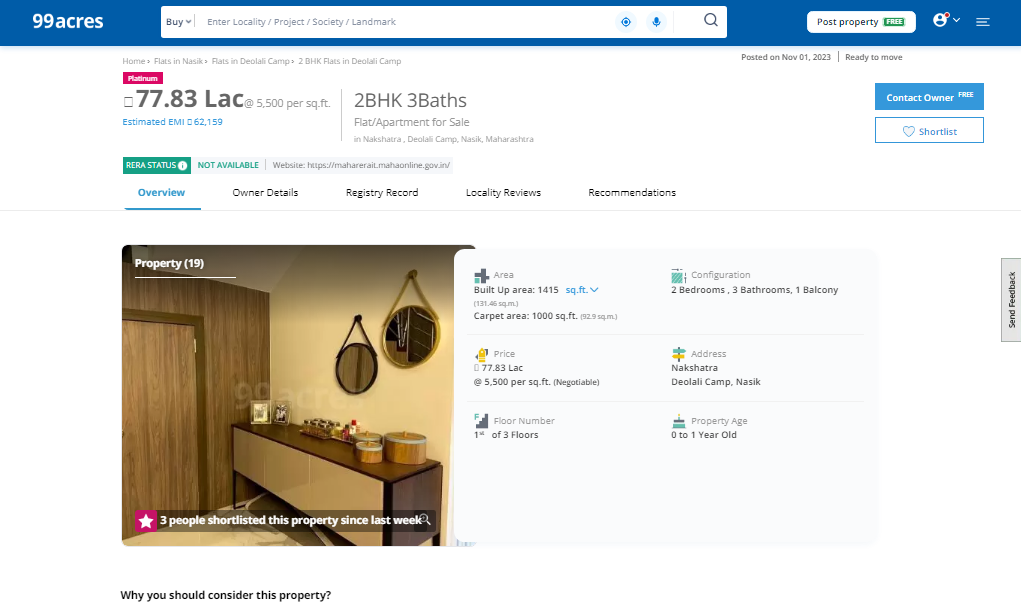 99acres
Buy
Enter Locality / Project / Society / Landmark
Post property FREE
Home › Flats in Nasik › Flats in Deolali Camp › 2 BHK Flats in Deolali Camp
Posted on Nov 01, 2023 | Ready to move
Platinum
77.83 Lac @ 5,500 per sq.ft.
Estimated EMI 62,159
2BHK 3Baths
Flat/Apartment for Sale
in Nakshatra , Deolali Camp, Nasik, Maharashtra
Contact Owner FREE
Shortlist
RERA STATUS NOT AVAILABLE Website: https://maharerait.mahaonline.gov.in/
Overview Owner Details Registry Record Locality Reviews Recommendations
Property (19)
99acres
3 people shortlisted this property since last week
Area
Built Up area: 1415 sq.ft.
(131.46 sq.m.)
Carpet area: 1000 sq.ft. (92.9 sq.m.)
Configuration
2 Bedrooms , 3 Bathrooms, 1 Balcony
Price
77.83 Lac
@ 5,500 per sq.ft. (Negotiable)
Address
Nakshatra
Deolali Camp, Nasik
Floor Number
1st of 3 Floors
Property Age
0 to 1 Year Old
Send Feedback
Why you should consider this property?